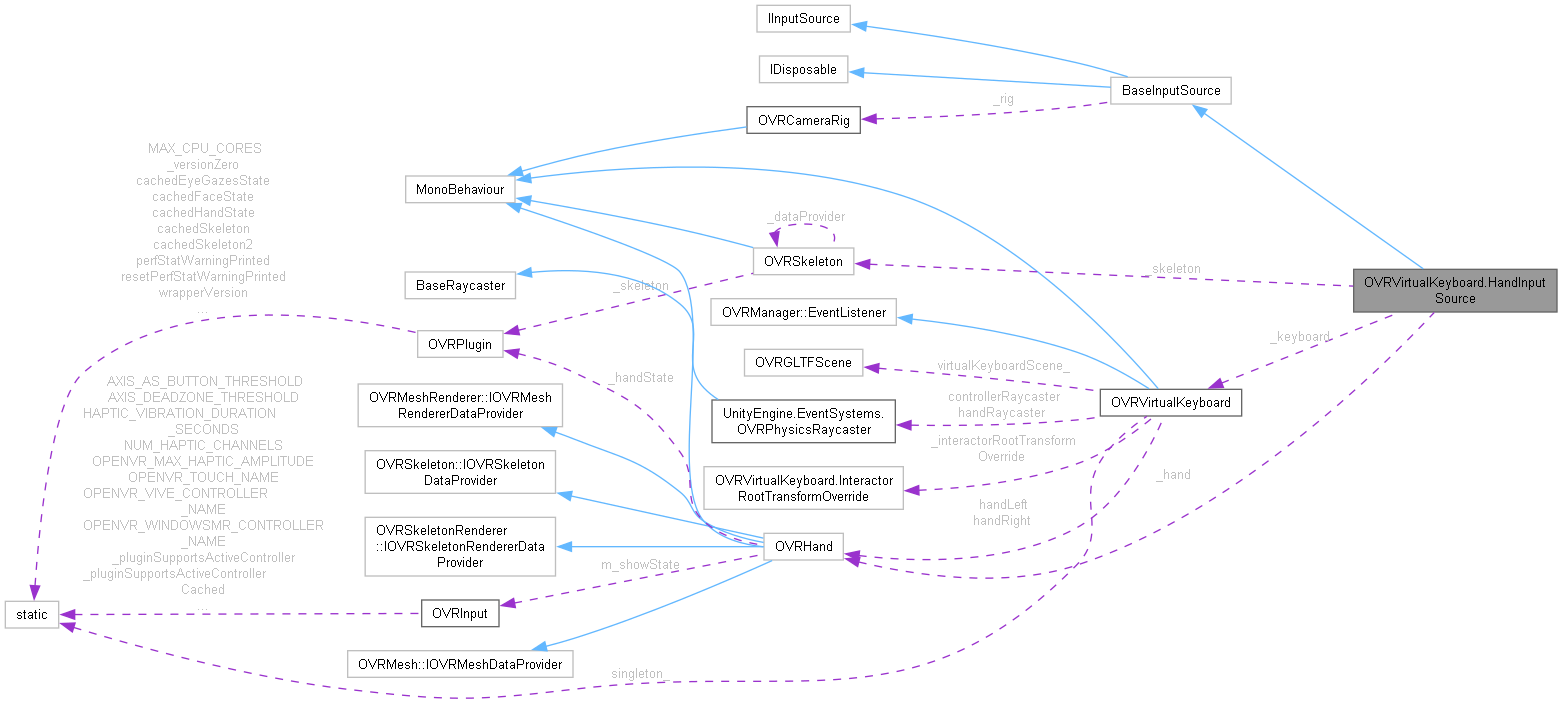 IInputSource
IDisposable
BaseInputSource
_rig
OVRCameraRig
MAX_CPU_CORES
_versionZero
cachedEyeGazesState
cachedFaceState
cachedHandState
cachedSkeleton
cachedSkeleton2
perfStatWarningPrinted
resetPerfStatWarningPrinted
wrapperVersion
...
MonoBehaviour
_dataProvider
OVRSkeleton
_skeleton
OVRVirtualKeyboard.HandInput
Source
BaseRaycaster
_skeleton
OVRManager::EventListener
_keyboard
OVRPlugin
OVRGLTFScene
virtualKeyboardScene_
AXIS_AS_BUTTON_THRESHOLD
AXIS_DEADZONE_THRESHOLD
HAPTIC_VIBRATION_DURATION
_SECONDS
NUM_HAPTIC_CHANNELS
OPENVR_MAX_HAPTIC_AMPLITUDE
OPENVR_TOUCH_NAME
OPENVR_VIVE_CONTROLLER
_NAME
OPENVR_WINDOWSMR_CONTROLLER
_NAME
_pluginSupportsActiveController
_pluginSupportsActiveController
Cached
...
_handState
OVRMeshRenderer::IOVRMesh
RendererDataProvider
controllerRaycaster
handRaycaster
OVRVirtualKeyboard
UnityEngine.EventSystems.
OVRPhysicsRaycaster
_interactorRootTransform
Override
OVRSkeleton::IOVRSkeleton
DataProvider
OVRVirtualKeyboard.Interactor
RootTransformOverride
_hand
handLeft
handRight
OVRSkeletonRenderer
::IOVRSkeletonRendererData
Provider
OVRHand
m_showState
static
OVRInput
OVRMesh::IOVRMeshDataProvider
singleton_